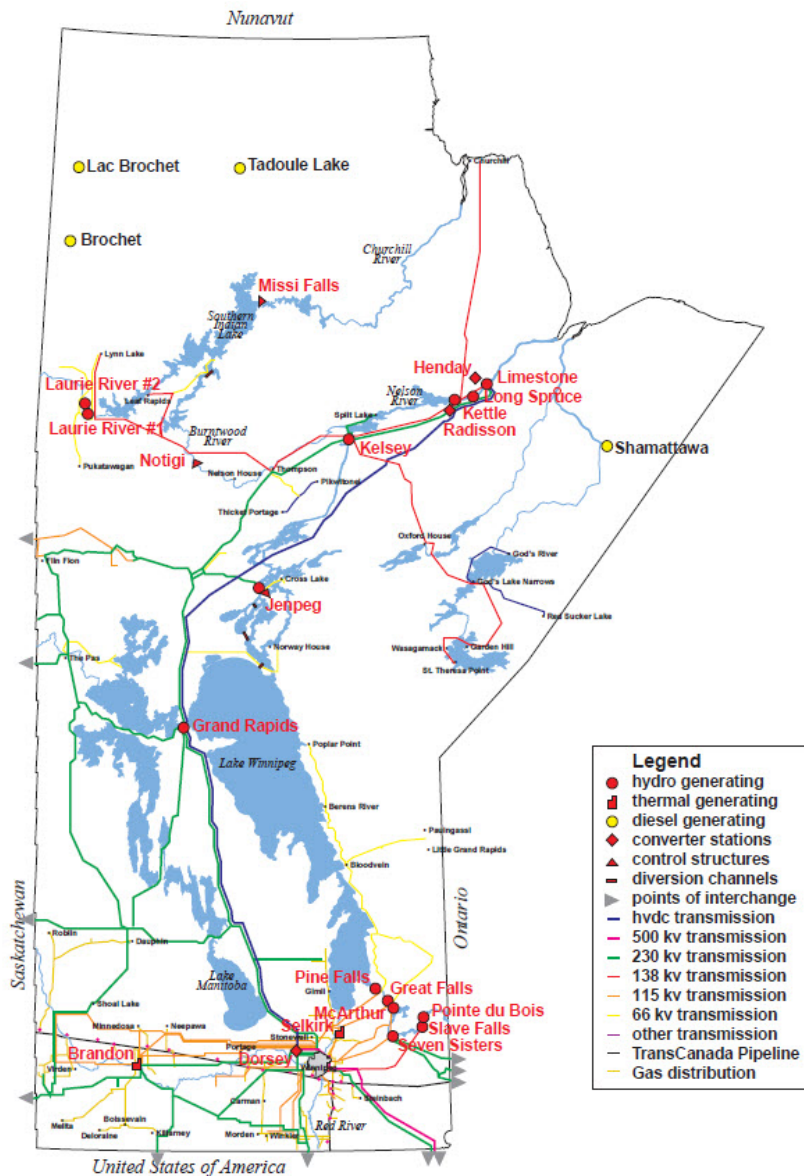 Nunavut
Churchill
Lac Brochet
Tadoule Lake
Brochet
Churchill
River
Missi Falls
Southern
Indian
Lake
Lynn Lake
Henday
Limestone
Laurie River #2
Leaf Rapids
Nelson
River
Long Spruce
Kettle
Laurie River #1
Split Lake
Radisson
Burntwood
River
Kelsey
Shamattawa
Notigi
Pukatawagan
Nelson House
Thompson
Pikwitonei
Thicket Portage
Oxford House
God's River
Flin Flon
Cross Lake
God's Lake Narrows
Jenpeg
Red Sucker Lake
Norway House
Wasagamack
Garden Hill
St. Theresa Point
The Pas
Grand Rapids
Poplar Point
Lake Winnipeg
Berens River
Pauingassi
Little Grand Rapids
Bloodvein
Saskatchewan
Ontario
Roblin
Dauphin
Lake
Manitoba
Pine Falls
Gimli
Great Falls
Shoal Lake
McArthur
Pointe du Bois
Selkirk
Slave Falls
Minnedosa
Neepawa
Stonewall
Seven Sisters
Portage
Brandon
Dorsey
Winnipeg
Virden
Carman
Steinbach
Melita
Boissevain
Deloraine
Killarney
Morden
Winkler
Red River
United States of America
Legend
hydro generating
thermal generating
diesel generating
converter stations
control structures
diversion channels
points of interchange
hvdc transmission
500 kv transmission
230 kv transmission
138 kv transmission
115 kv transmission
66 kv transmission
other transmission
TransCanada Pipeline
Gas distribution